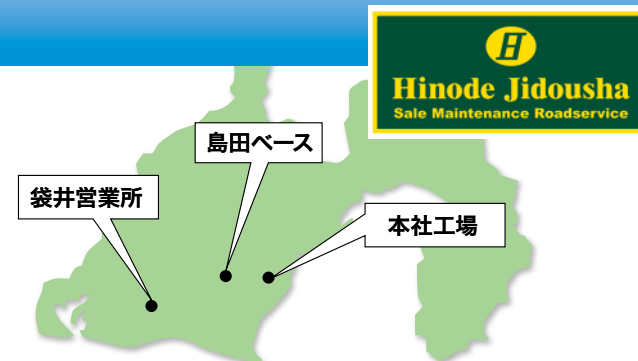 H
Hinode Jidousha
Sale Maintenance Roadservice
島田ベース
袋井営業所
本社工場